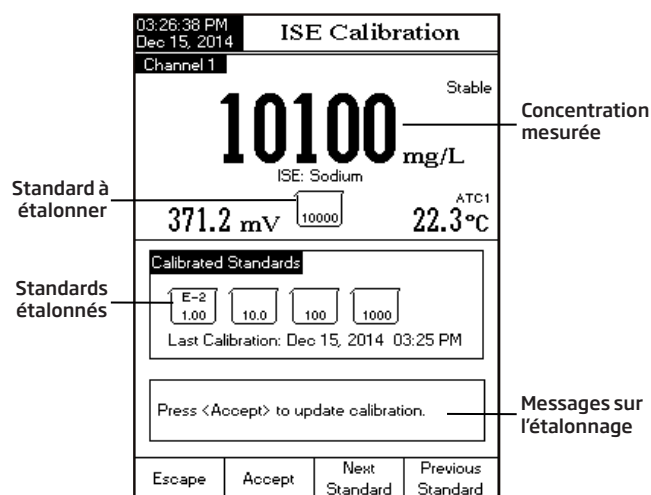 03:26:38 PM
Dec 15, 2014
ISE Calibration
Channel 1
Stable
10100 mg/L
Concentration
mesurée
ISE: Sodium
Standard à
étalonner
371.2 mV
10000
ATC1
22.3°C
Calibrated Standards
Standards
étalonnés
E-2
1.00
10.0
100
1000
Last Calibration: Dec 15, 2014 03:25 PM
Press <Accept> to update calibration.
Messages sur
l'étalonnage
Escape
Accept
Next
Standard
Previous
Standard